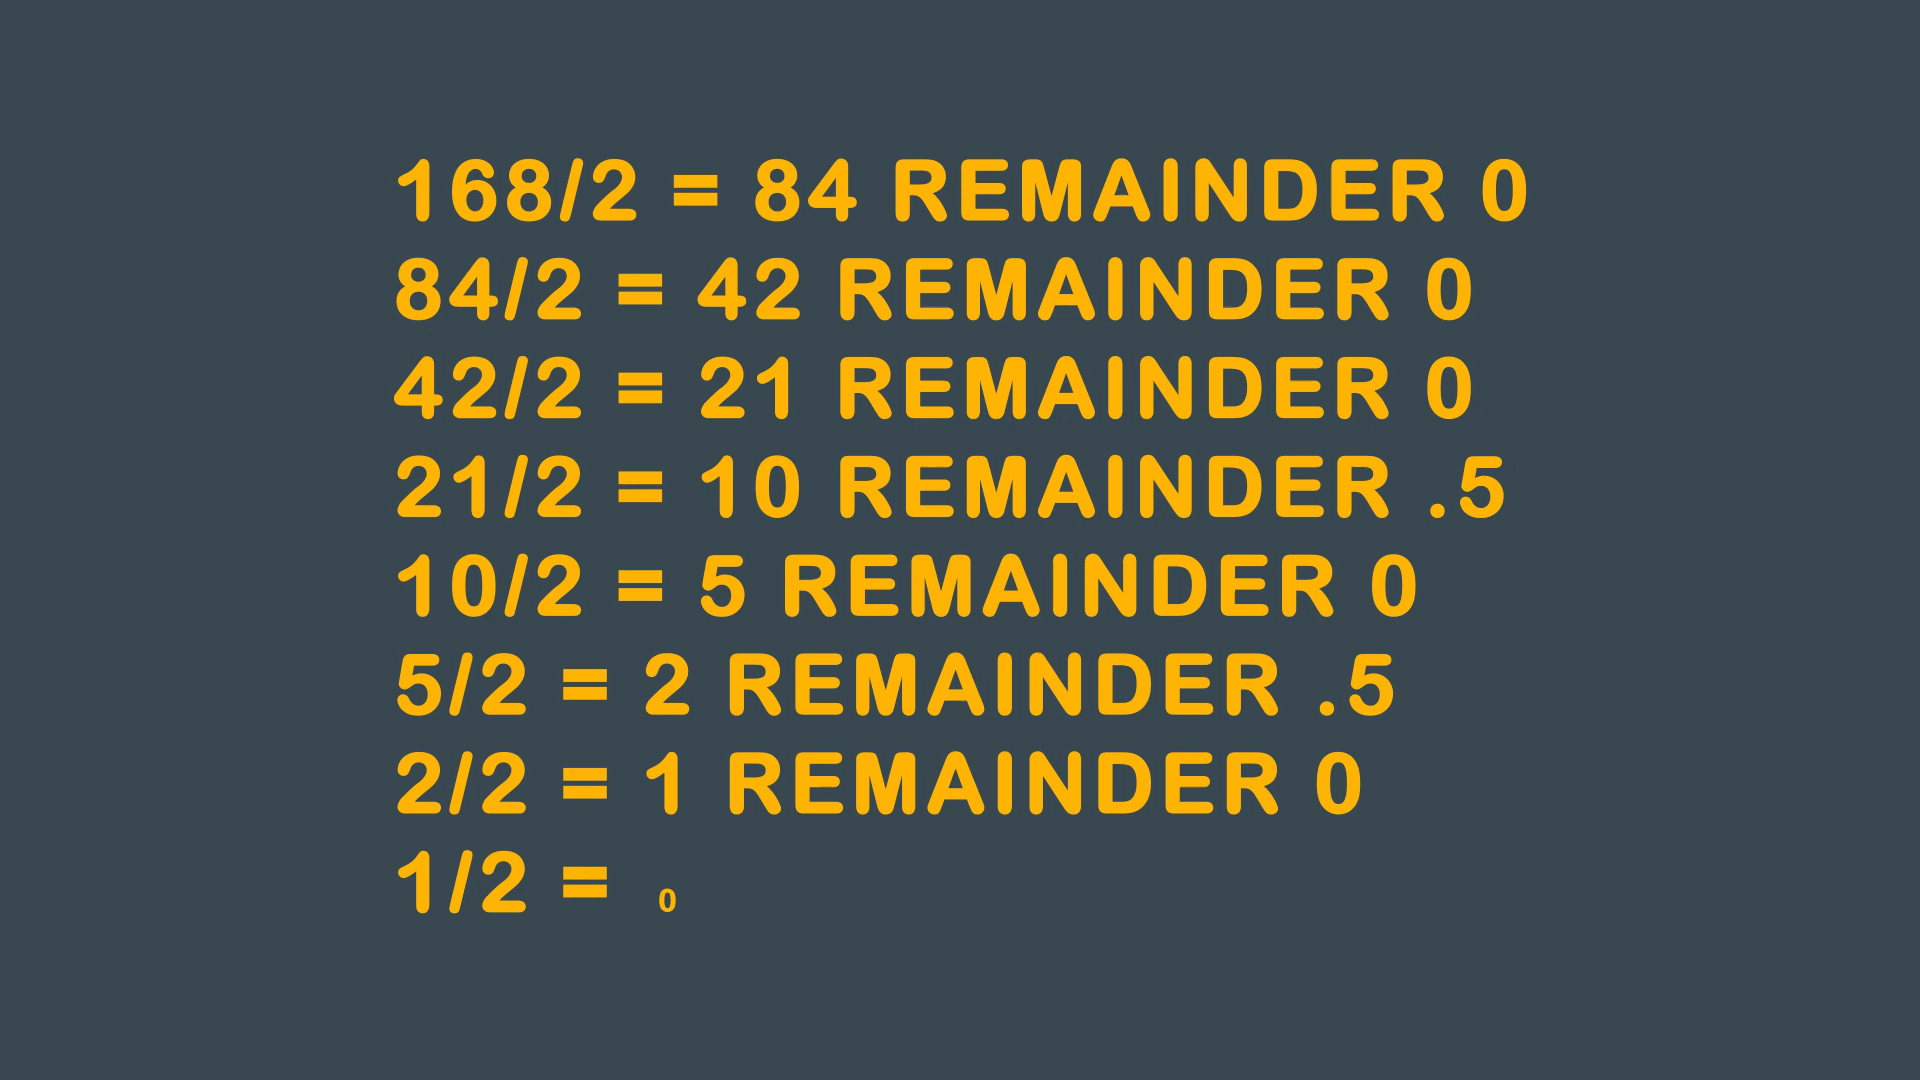 168/2 = 84 REMAINDER 0
84/2 = 42 REMAINDER 0
42/2 = 21 REMAINDER 0
21/2 = 10 REMAINDER .5
10/2 = 5 REMAINDER 0
5/2 = 2 REMAINDER .5
2/2 = 1 REMAINDER 0
1/2 = 0